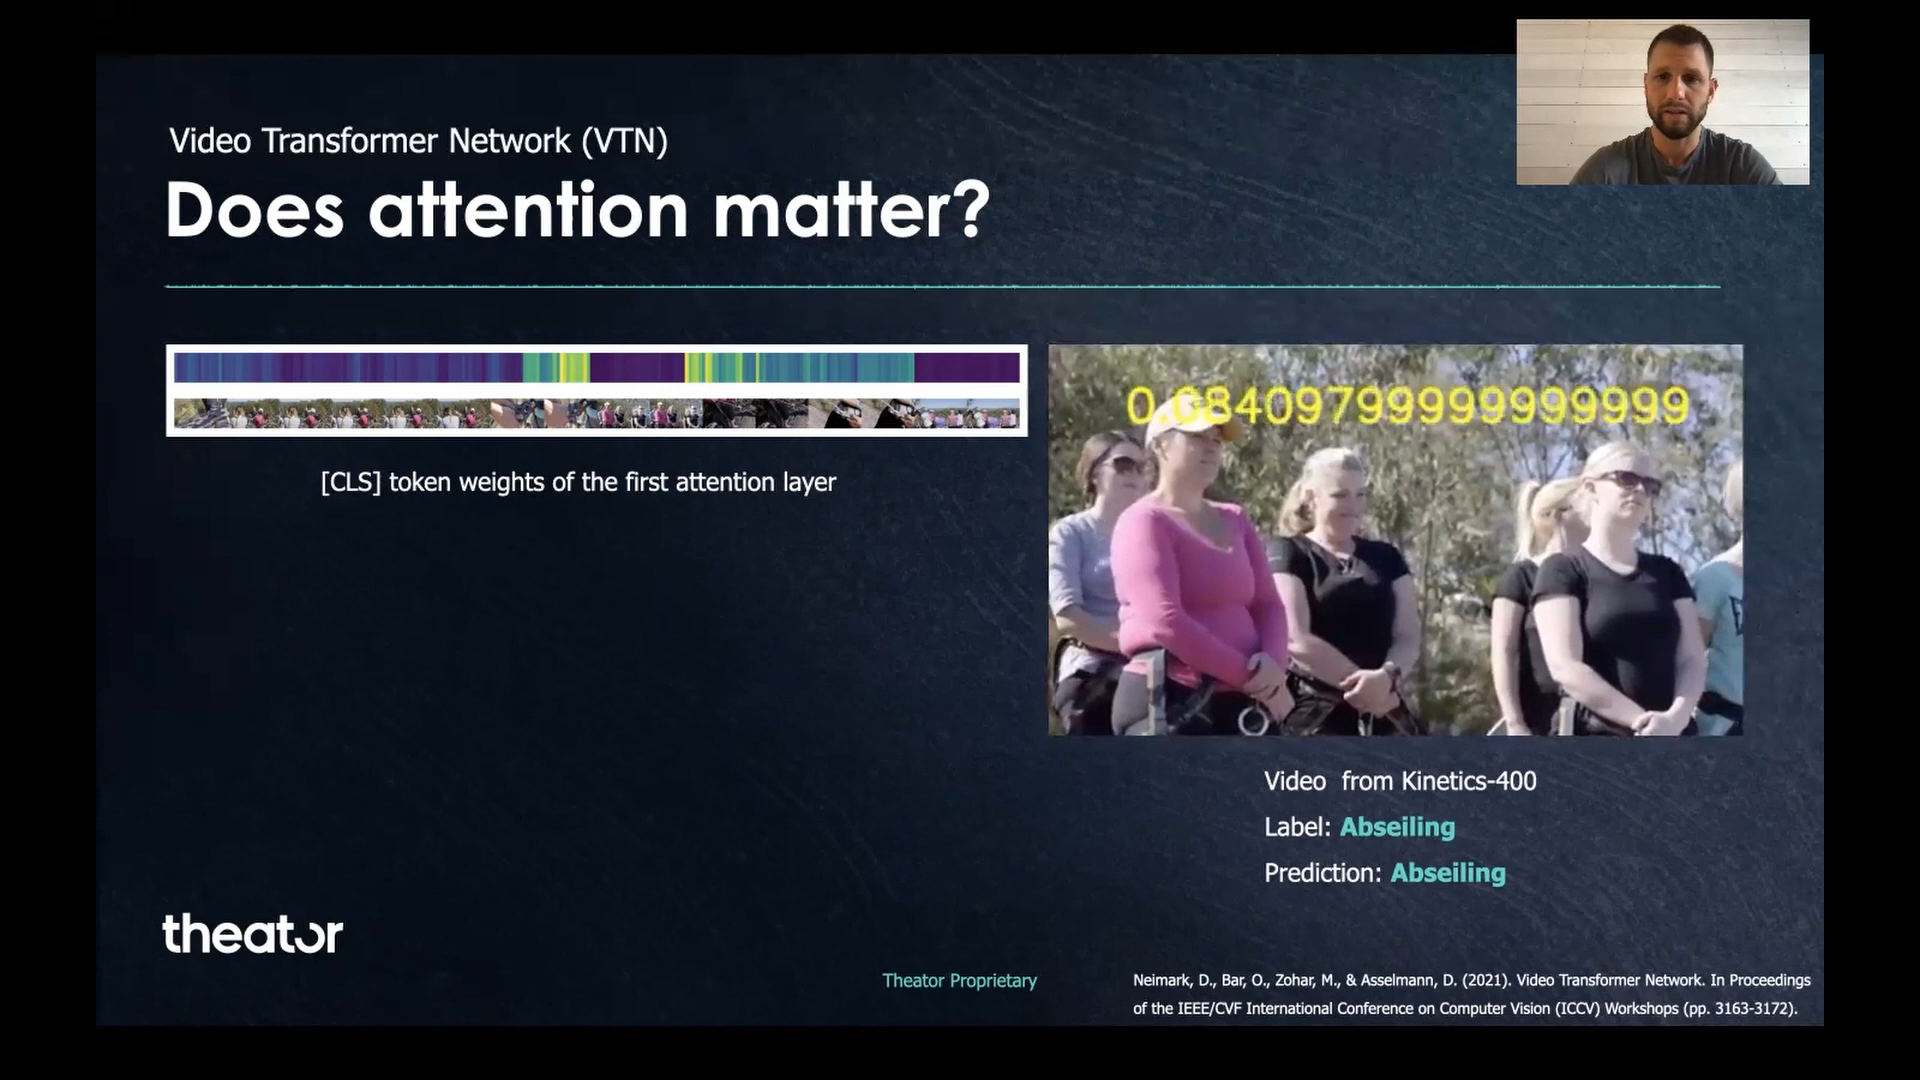 Video Transformer Network (VTN)
Does attention matter?
0.08409799999999999
[CLS] token weights of the first attention layer
Video from Kinetics-400
Label: Abseiling
Prediction: Abseiling
theator
Theator Proprietary
Neimark, D., Bar, O., Zohar, M., & Asselmann, D. (2021). Video Transformer Network. In Proceedings
of the IEEE/CVF International Conference on Computer Vision (ICCV) Workshops (pp. 3163-3172).